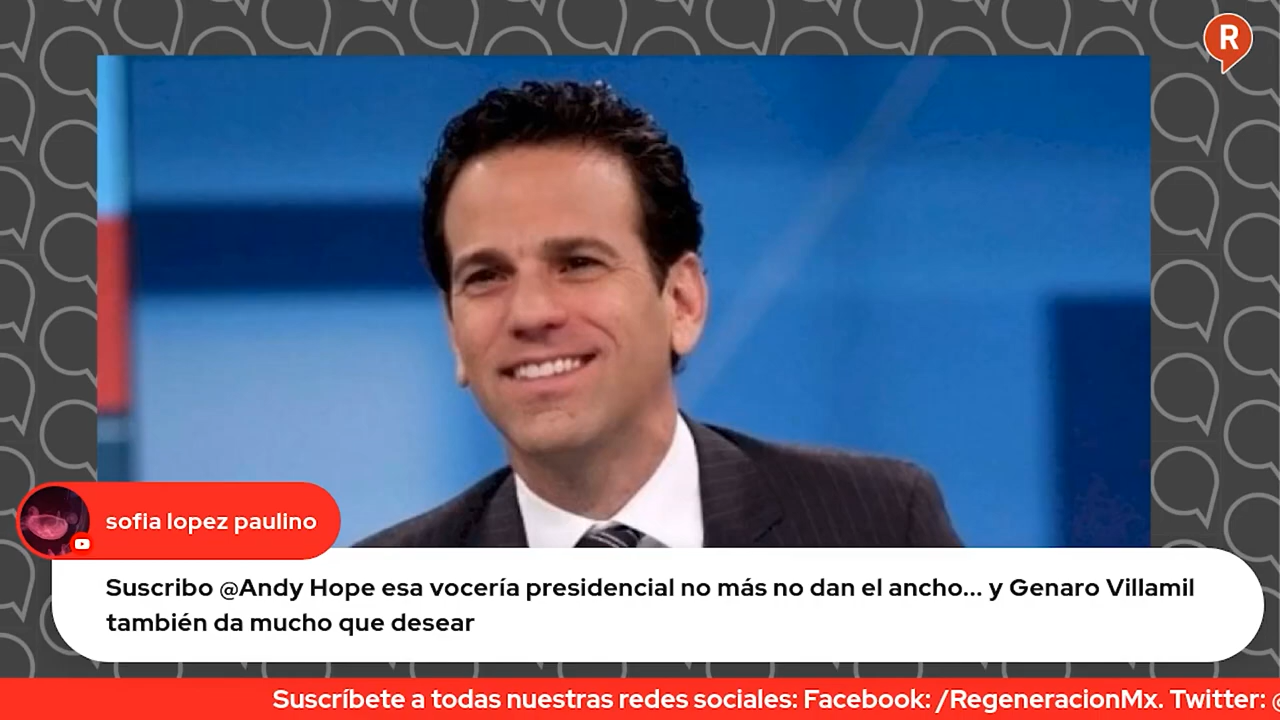 R
sofia lopez paulino
Suscribo @Andy Hope esa vocería presidencial no más no dan el ancho... y Genaro Villamil
también da mucho que desear
Suscríbete a todas nuestras redes sociales: Facebook: /RegeneracionMx. Twitter: @